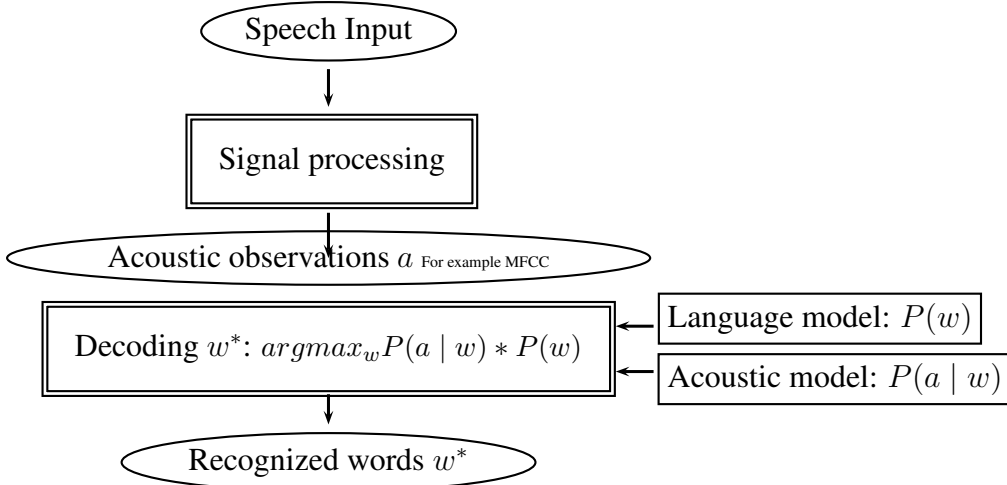 Speech Input
Signal processing
Acoustic observations a For example MFCC
Language model: P(w)
Decoding w*: argmax_w P(a | w) * P(w)
Acoustic model: P(a | w)
Recognized words w*